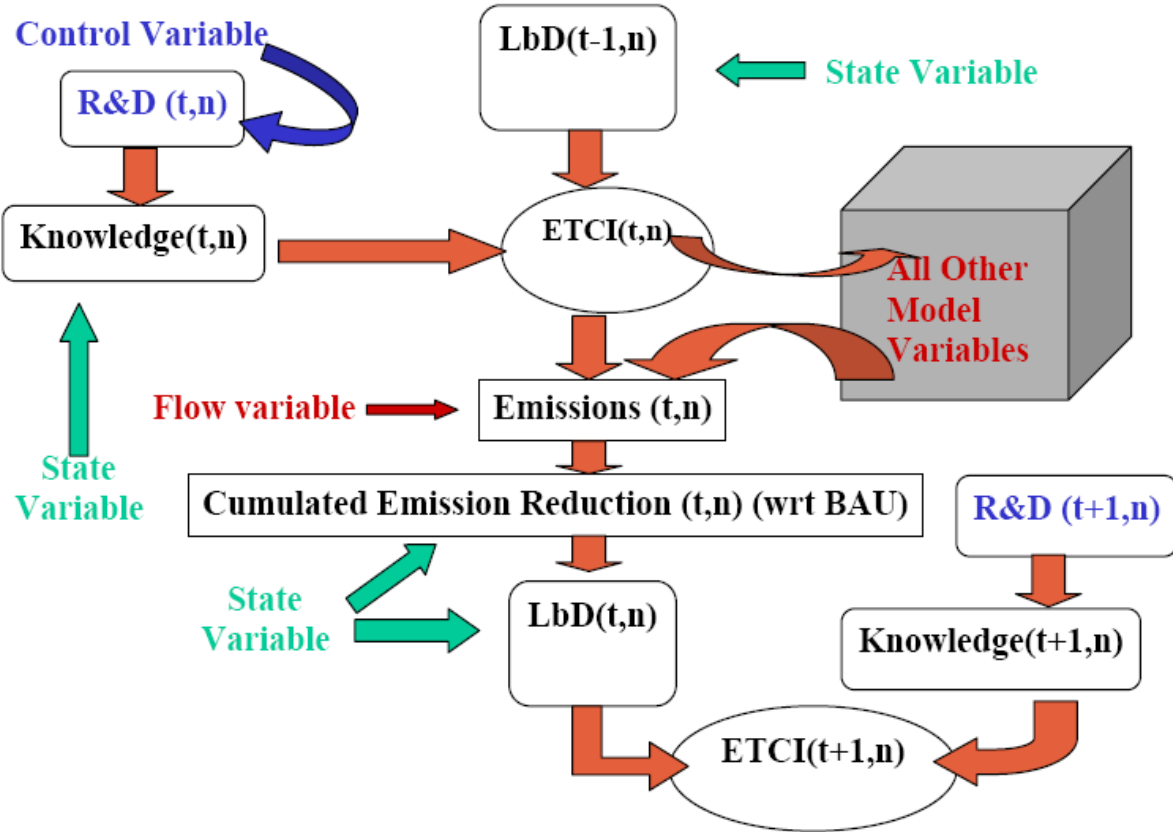 Control Variable
R&D (t,n)
Knowledge(t,n)
LbD(t-1,n)
State Variable
ETCI(t,n)
All Other
Model
Variables
Flow variable
Emissions (t,n)
State
Variable
Cumulated Emission Reduction (t,n) (wrt BAU)
R&D (t+1,n)
State
Variable
LbD(t,n)
Knowledge(t+1,n)
ETCI(t+1,n)